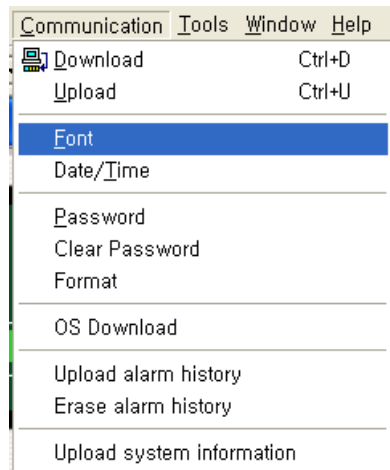 Communication Tools Window Help
Download Ctrl+D
Upload Ctrl+U
Font
Date/Time
Password
Clear Password
Format
OS Download
Upload alarm history
Erase alarm history
Upload system information